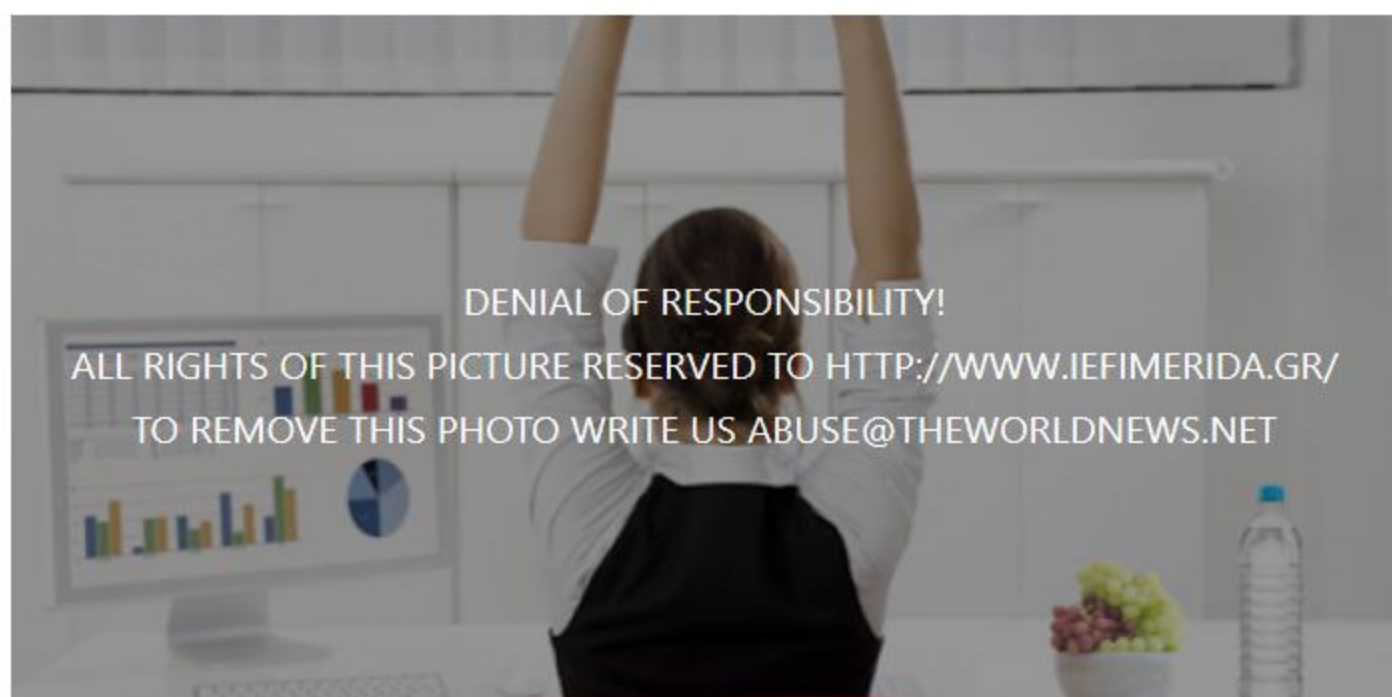 DENIAL OF RESPONSIBILITY!
ALL RIGHTS OF THIS PICTURE RESERVED TO HTTP://WWW.IEFIMERIDA.GR/
TO REMOVE THIS PHOTO WRITE US ABUSE@THEWORLDNEWS.NET